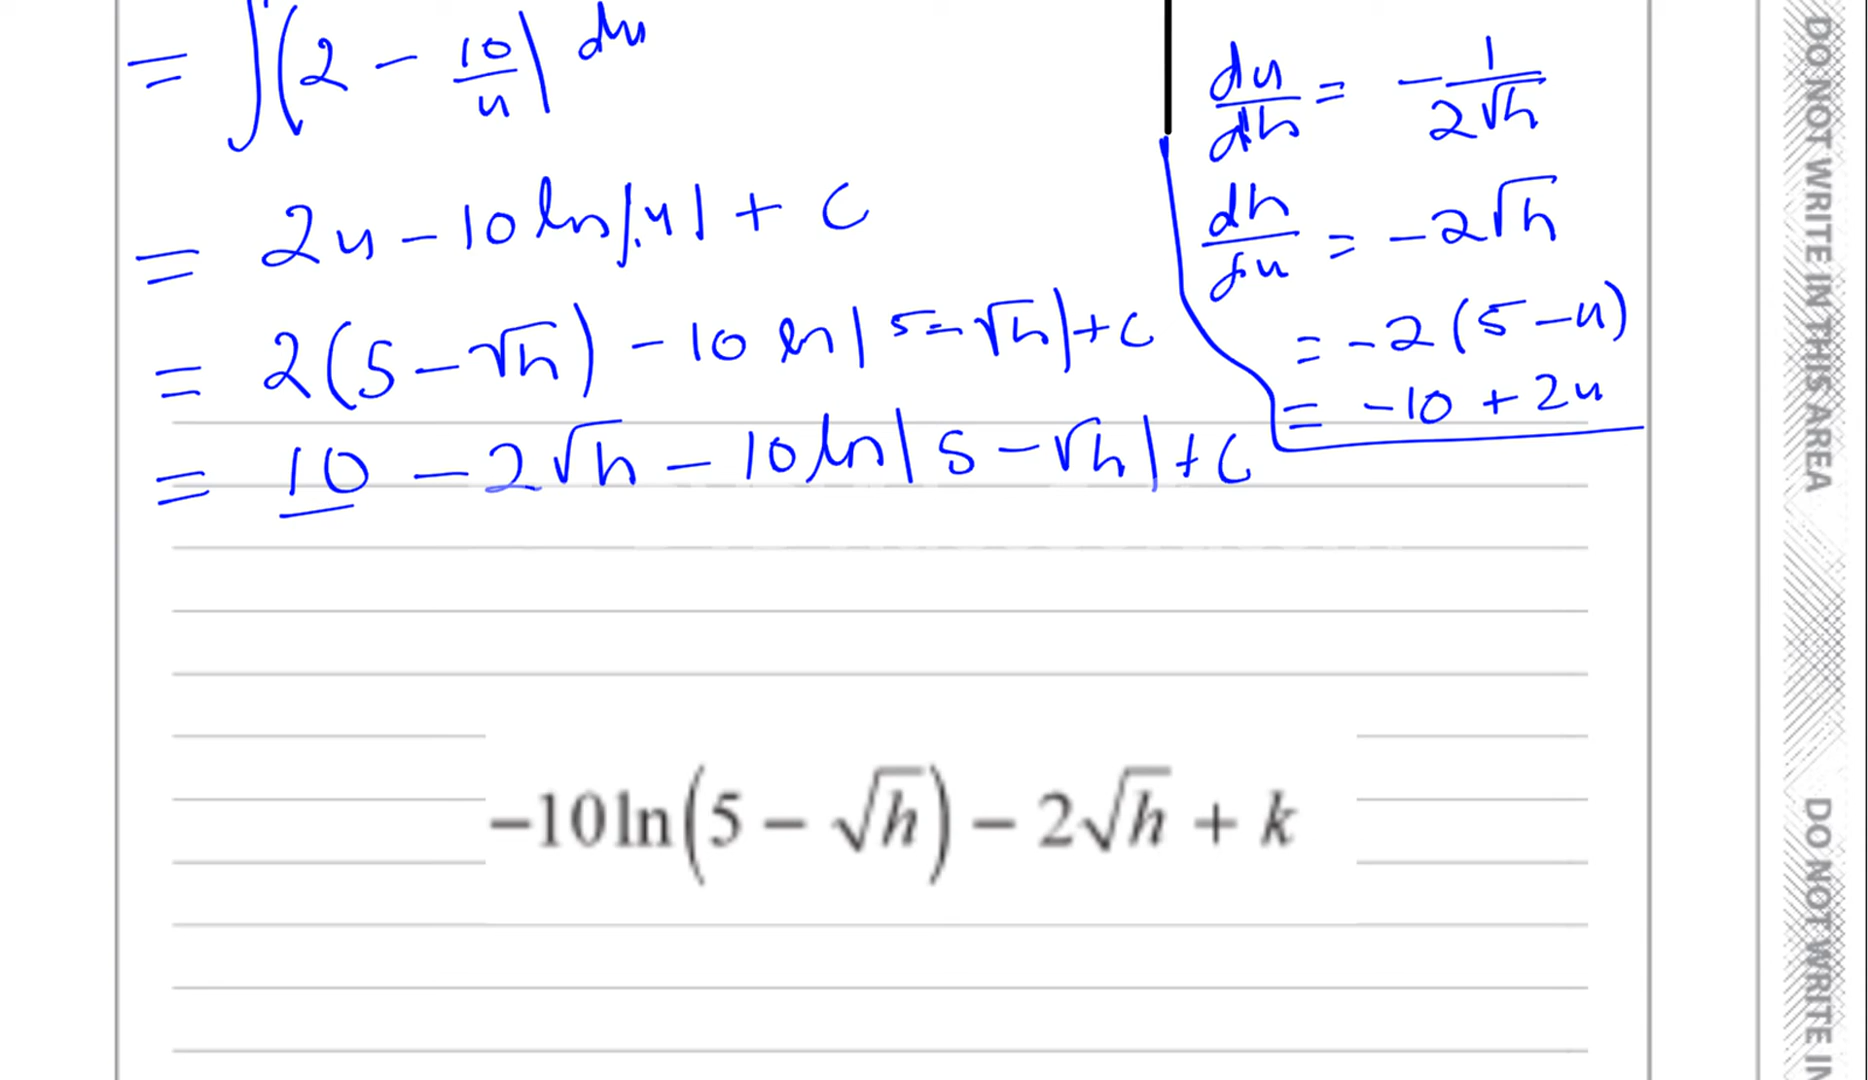 = ∫(2 - 10/u) du
= 2u - 10 ln|u| + c
= 2(5 - √h) - 10 ln|5 - √h| + c
= 10 - 2√h - 10 ln|5 - √h| + c
du/dh = - 1/(2√h)
dh/du = -2√h
= -2(5 - u)
= -10 + 2u
-10 ln(5 - √h) - 2√h + k
DO NOT WRITE IN THIS AREA
DO NOT WRITE IN